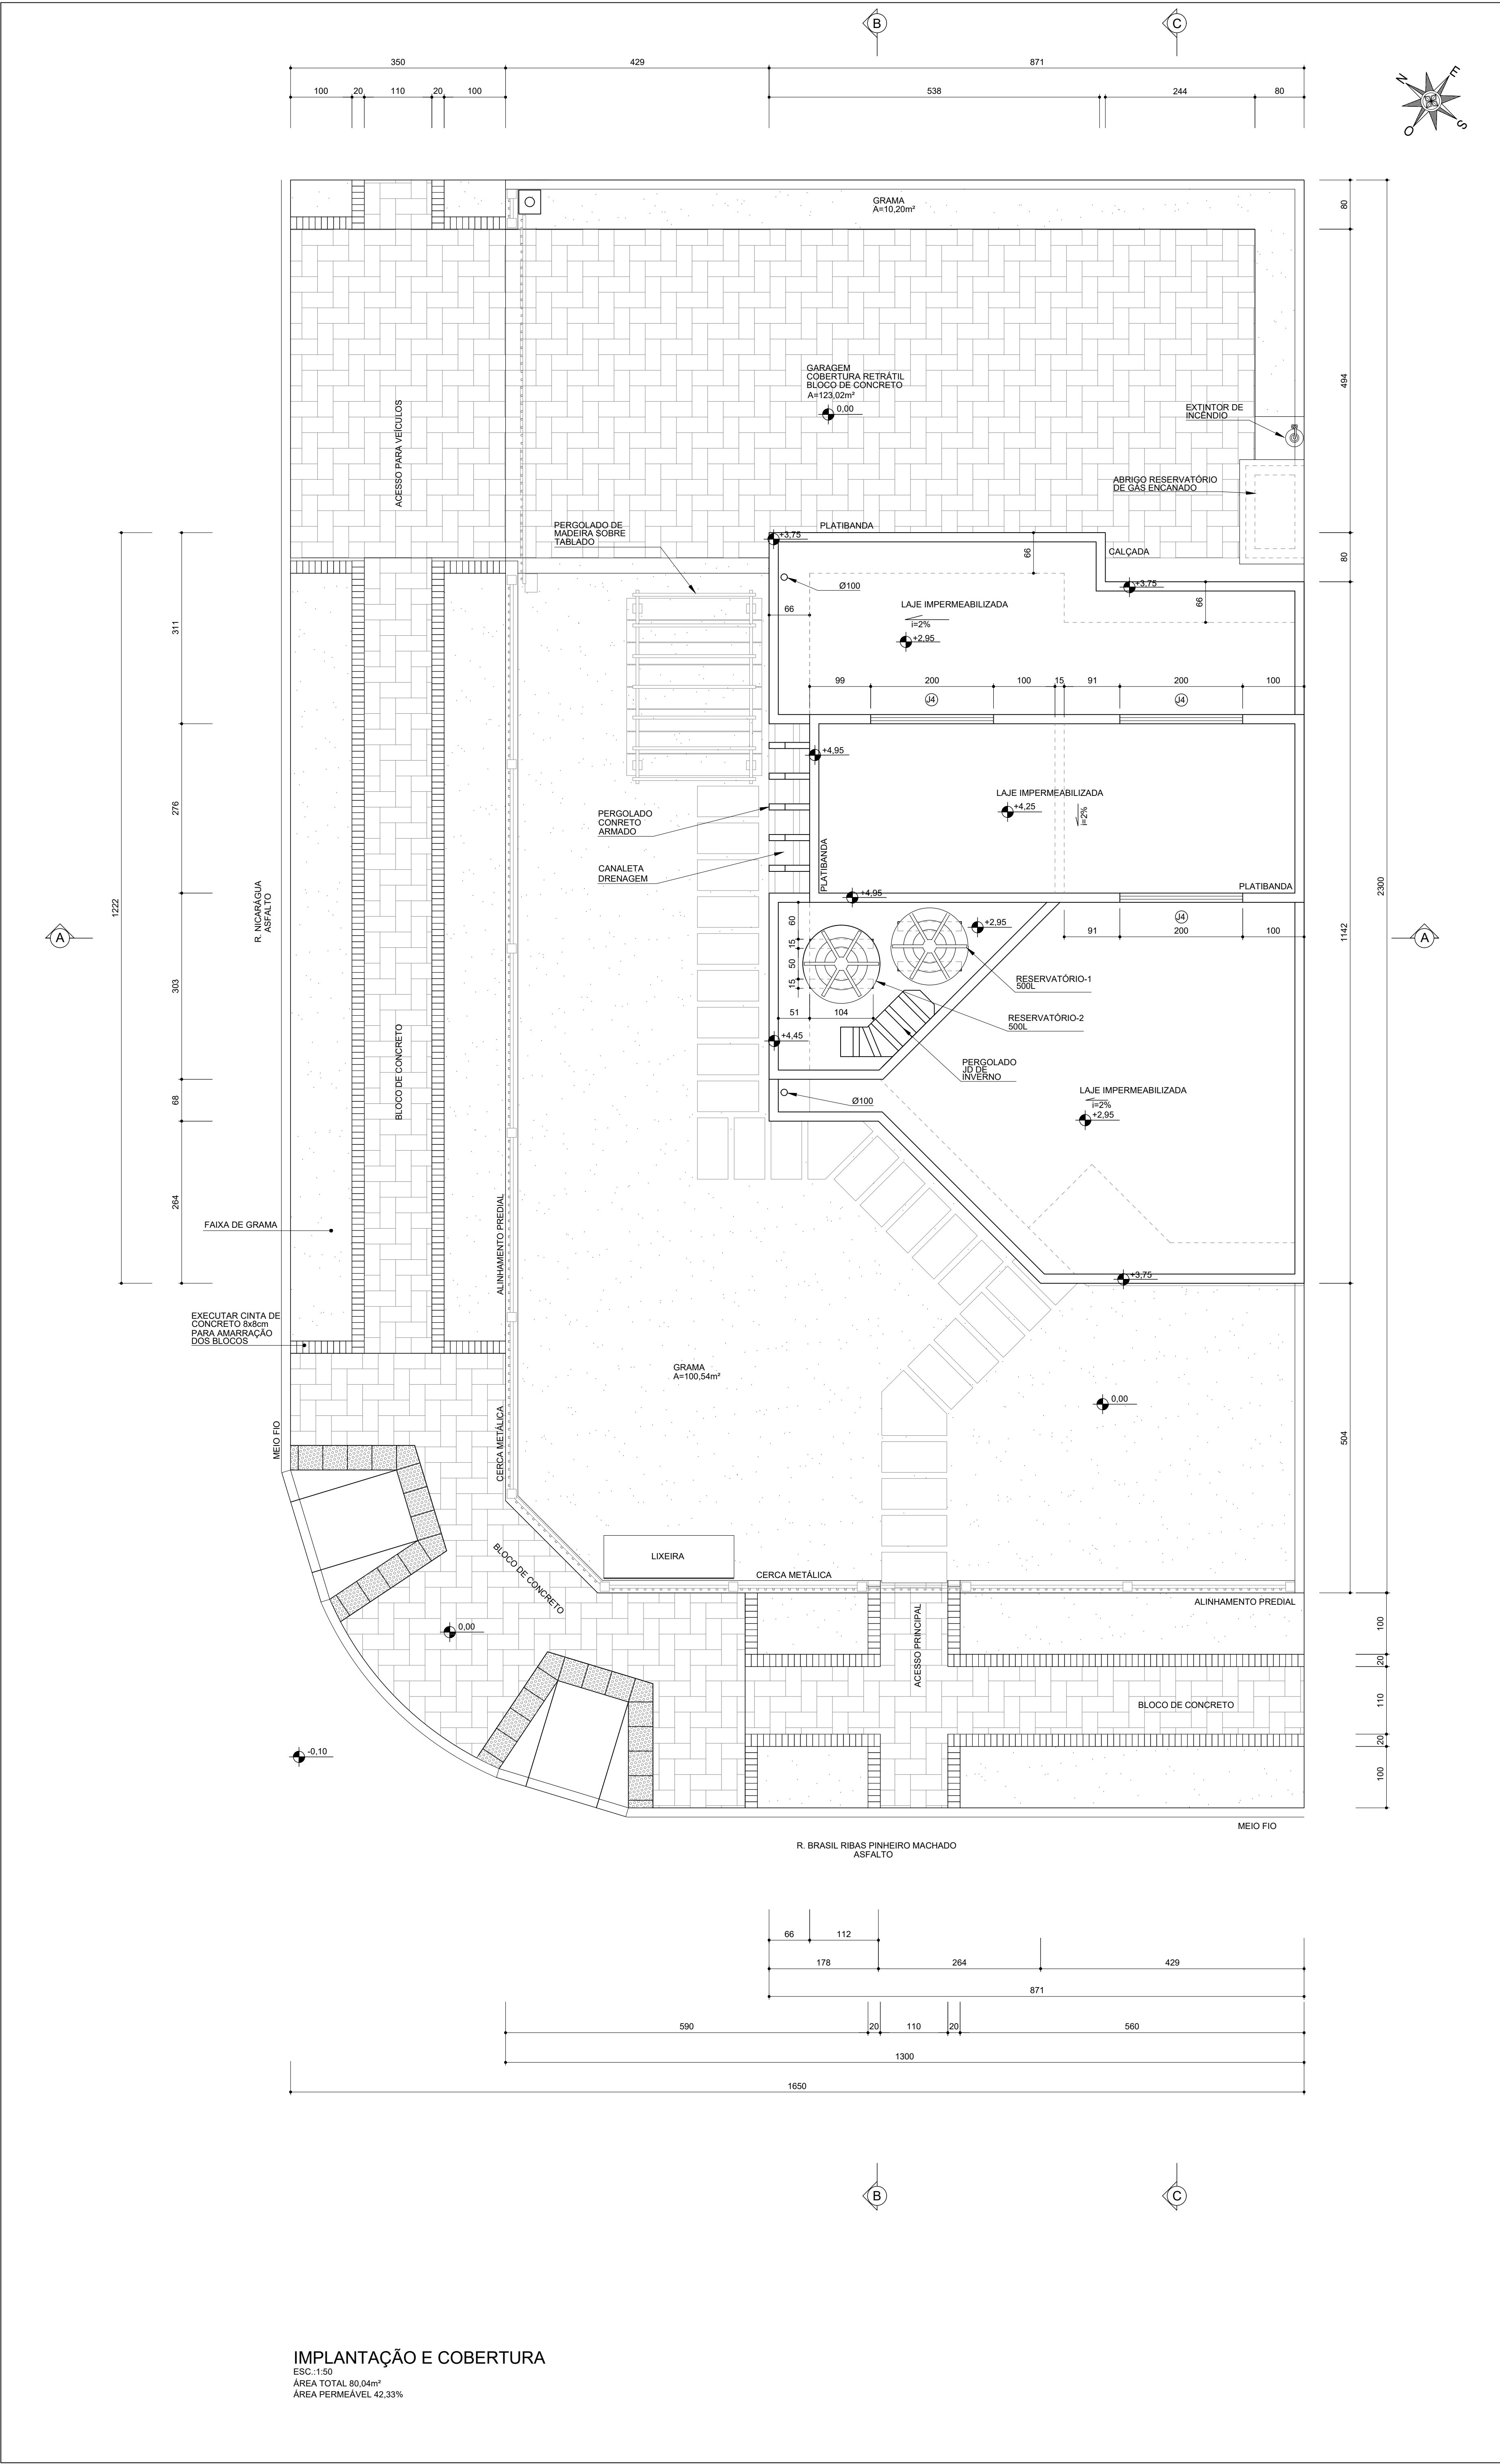 B
C
350
429
871
100
20
110
20
100
538
244
80
N
E
O
S
GRAMA
A=10,20m²
80
494
80
1142
2300
504
100
20
110
20
100
GARAGEM
COBERTURA RETRÁTIL
BLOCO DE CONCRETO
A=123,02m²
0,00
ACESSO PARA VEÍCULOS
EXTINTOR DE
INCÊNDIO
ABRIGO RESERVATÓRIO
DE GÁS ENCANADO
PERGOLADO DE
MADEIRA SOBRE
TABLADO
PLATIBANDA
+3,75
CALÇADA
66
+3,75
66
Ø100
66
LAJE IMPERMEABILIZADA
i=2%
+2,95
99
200
100
15
91
200
100
J4
J4
+4,95
LAJE IMPERMEABILIZADA
+4,25
i=2%
PERGOLADO
CONRETO
ARMADO
CANALETA
DRENAGEM
PLATIBANDA
PLATIBANDA
+4,95
1222
311
276
303
68
264
R. NICARÁGUA
ASFALTO
A
A
60
15
50
15
+2,95
J4
91
200
100
RESERVATÓRIO-1
500L
RESERVATÓRIO-2
500L
51
104
+4,45
PERGOLADO
JD DE
INVERNO
Ø100
LAJE IMPERMEABILIZADA
i=2%
+2,95
BLOCO DE CONCRETO
ALINHAMENTO PREDIAL
FAIXA DE GRAMA
+3,75
EXECUTAR CINTA DE
CONCRETO 8x8cm
PARA AMARRAÇÃO
DOS BLOCOS
GRAMA
A=100,54m²
0,00
MEIO FIO
CERCA METÁLICA
BLOCO DE CONCRETO
LIXEIRA
CERCA METÁLICA
ALINHAMENTO PREDIAL
0,00
ACESSO PRINCIPAL
BLOCO DE CONCRETO
-0,10
MEIO FIO
R. BRASIL RIBAS PINHEIRO MACHADO
ASFALTO
66
112
178
264
429
871
590
20
110
20
560
1300
1650
B
C
IMPLANTAÇÃO E COBERTURA
ESC.:1:50
ÁREA TOTAL 80,04m²
ÁREA PERMEÁVEL 42,33%